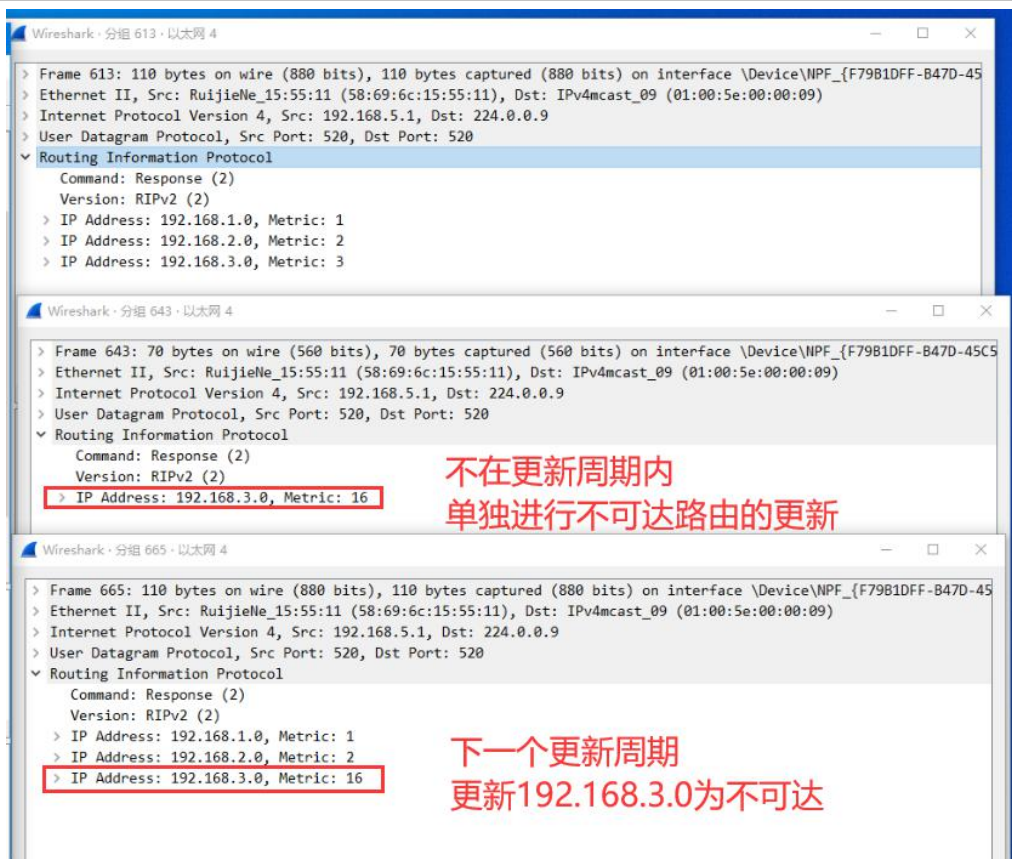 Wireshark · 分组 613 · 以太网 4
Frame 613: 110 bytes on wire (880 bits), 110 bytes captured (880 bits) on interface \Device\NPF_{F79B1DFF-B47D-45
Ethernet II, Src: RuijieNe_15:55:11 (58:69:6c:15:55:11), Dst: IPv4mcast_09 (01:00:5e:00:00:09)
Internet Protocol Version 4, Src: 192.168.5.1, Dst: 224.0.0.9
User Datagram Protocol, Src Port: 520, Dst Port: 520
Routing Information Protocol
Command: Response (2)
Version: RIPv2 (2)
IP Address: 192.168.1.0, Metric: 1
IP Address: 192.168.2.0, Metric: 2
IP Address: 192.168.3.0, Metric: 3
Wireshark · 分组 643 · 以太网 4
Frame 643: 70 bytes on wire (560 bits), 70 bytes captured (560 bits) on interface \Device\NPF_{F79B1DFF-B47D-45C5
Ethernet II, Src: RuijieNe_15:55:11 (58:69:6c:15:55:11), Dst: IPv4mcast_09 (01:00:5e:00:00:09)
Internet Protocol Version 4, Src: 192.168.5.1, Dst: 224.0.0.9
User Datagram Protocol, Src Port: 520, Dst Port: 520
Routing Information Protocol
Command: Response (2)
Version: RIPv2 (2)
IP Address: 192.168.3.0, Metric: 16
不在更新周期内
单独进行不可达路由的更新
Wireshark · 分组 665 · 以太网 4
Frame 665: 110 bytes on wire (880 bits), 110 bytes captured (880 bits) on interface \Device\NPF_{F79B1DFF-B47D-45
Ethernet II, Src: RuijieNe_15:55:11 (58:69:6c:15:55:11), Dst: IPv4mcast_09 (01:00:5e:00:00:09)
Internet Protocol Version 4, Src: 192.168.5.1, Dst: 224.0.0.9
User Datagram Protocol, Src Port: 520, Dst Port: 520
Routing Information Protocol
Command: Response (2)
Version: RIPv2 (2)
IP Address: 192.168.1.0, Metric: 1
IP Address: 192.168.2.0, Metric: 2
IP Address: 192.168.3.0, Metric: 16
下一个更新周期
更新192.168.3.0为不可达